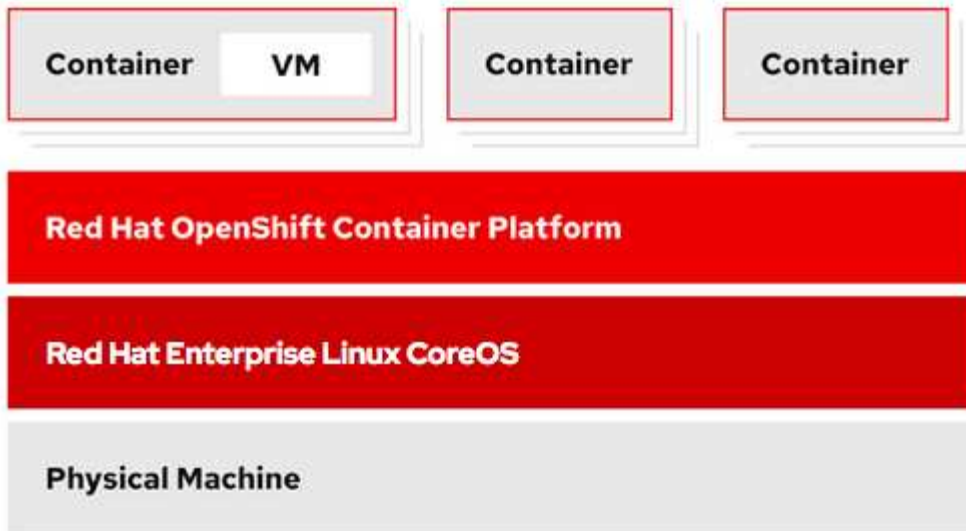 Container VM Container Container
Red Hat OpenShift Container Platform
Red Hat Enterprise Linux CoreOS
Physical Machine